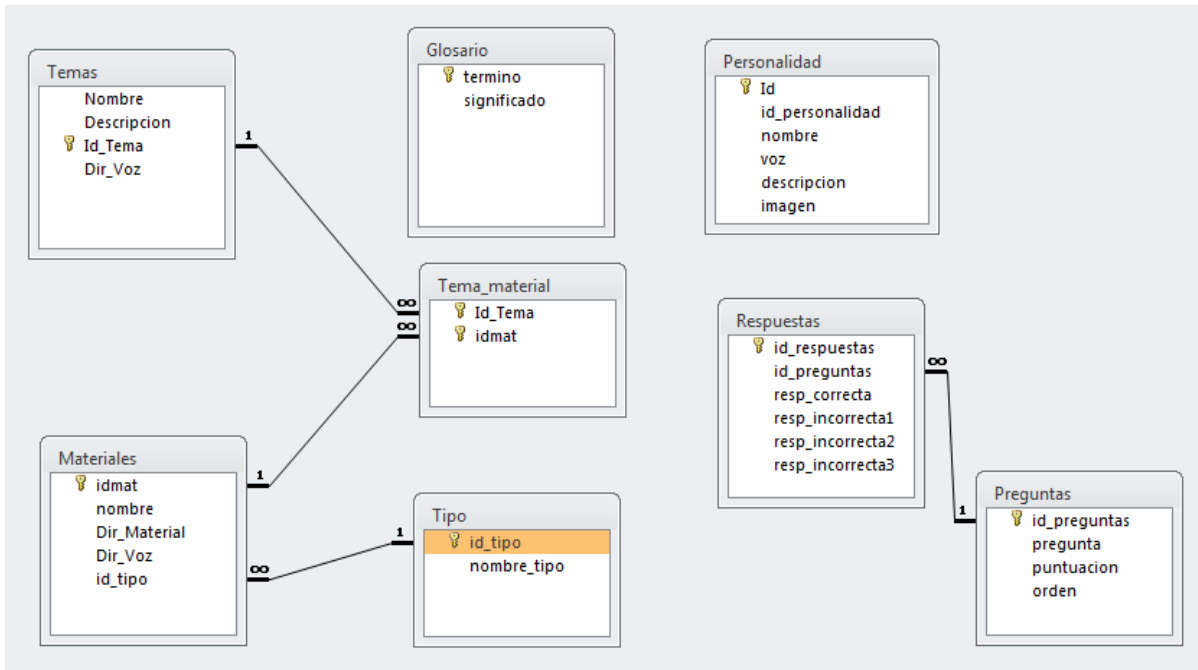 Temas
Nombre
Descripcion
Id_Tema
Dir_Voz
1
Glosario
termino
significado
Personalidad
Id
id_personalidad
nombre
voz
descripcion
imagen
Tema_material
Id_Tema
idmat
∞
∞
Respuestas
id_respuestas
id_preguntas
resp_correcta
resp_incorrecta1
resp_incorrecta2
resp_incorrecta3
∞
Materiales
idmat
nombre
Dir_Material
Dir_Voz
id_tipo
1
∞
Tipo
id_tipo
nombre_tipo
1
Preguntas
id_preguntas
pregunta
puntuacion
orden
1